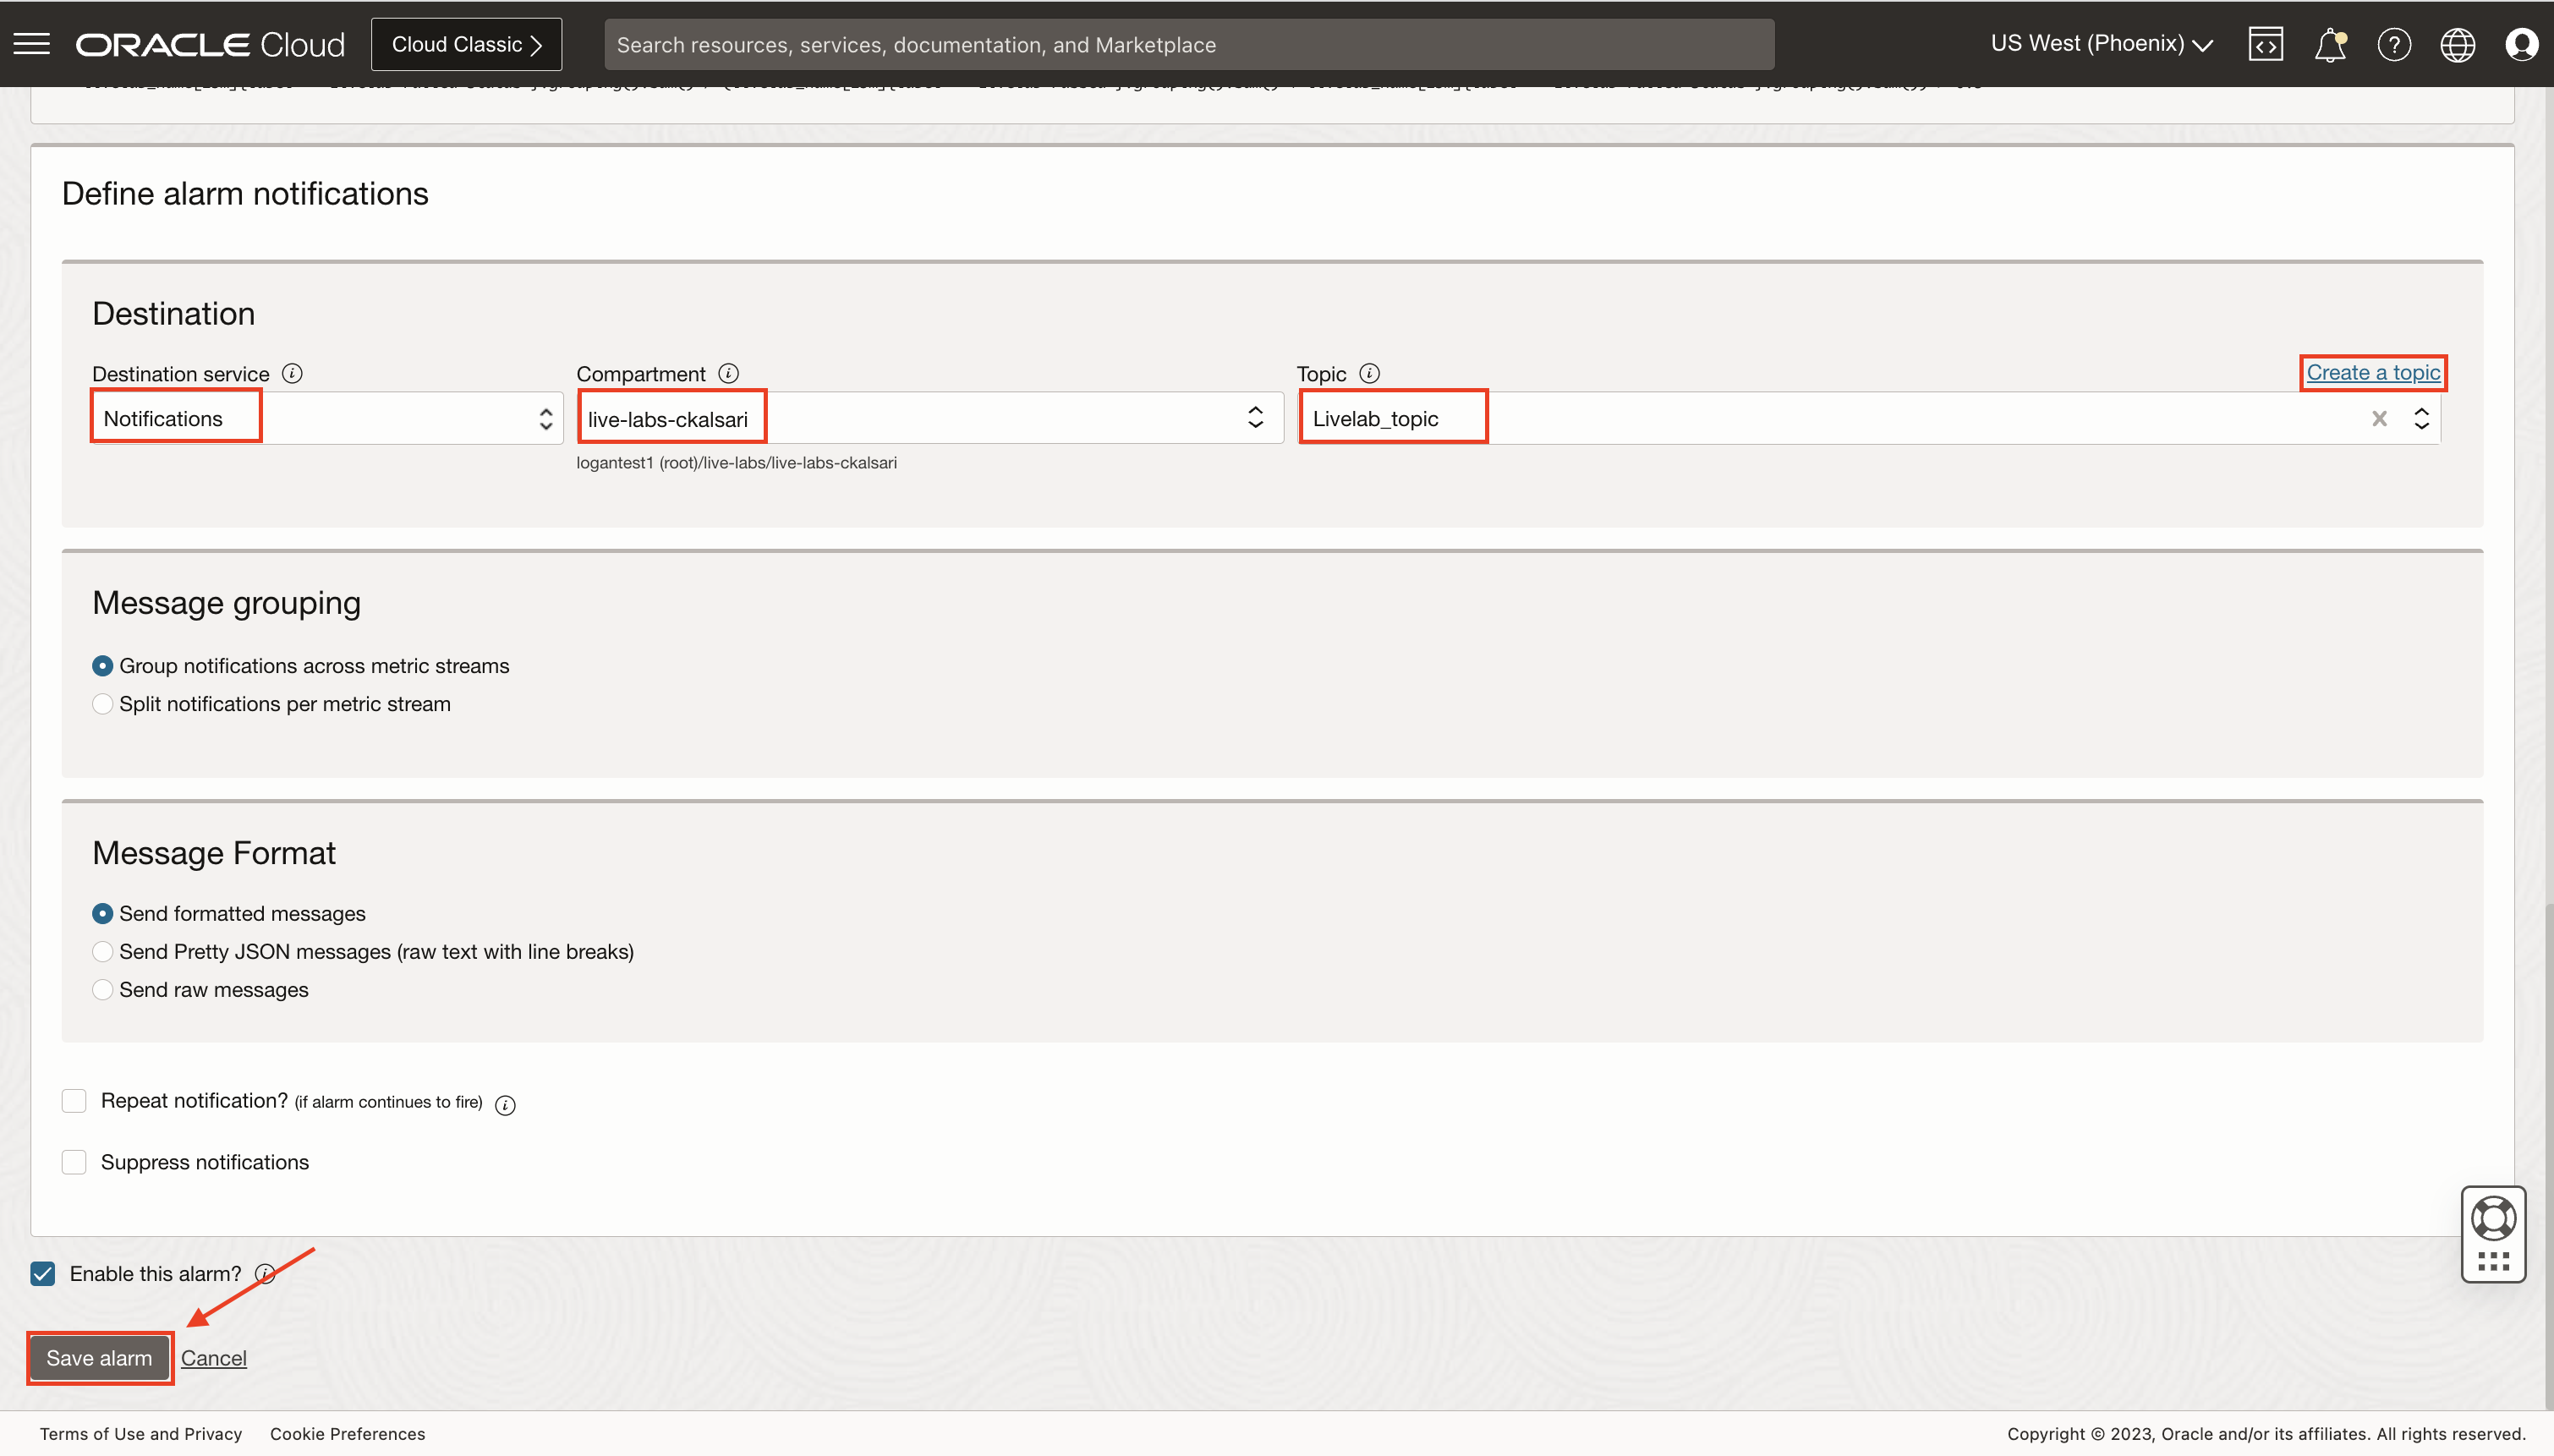 ORACLE Cloud
Cloud Classic
Search resources, services, documentation, and Marketplace
US West (Phoenix)
Define alarm notifications
Destination
Destination service
Compartment
Topic
Create a topic
Notifications
live-labs-ckalsari
Livelab_topic
logantest1 (root)/live-labs/live-labs-ckalsari
Message grouping
Group notifications across metric streams
Split notifications per metric stream
Message Format
Send formatted messages
Send Pretty JSON messages (raw text with line breaks)
Send raw messages
Repeat notification? (if alarm continues to fire)
Suppress notifications
Enable this alarm?
Save alarm
Cancel
Terms of Use and Privacy
Cookie Preferences
Copyright © 2023, Oracle and/or its affiliates. All rights reserved.